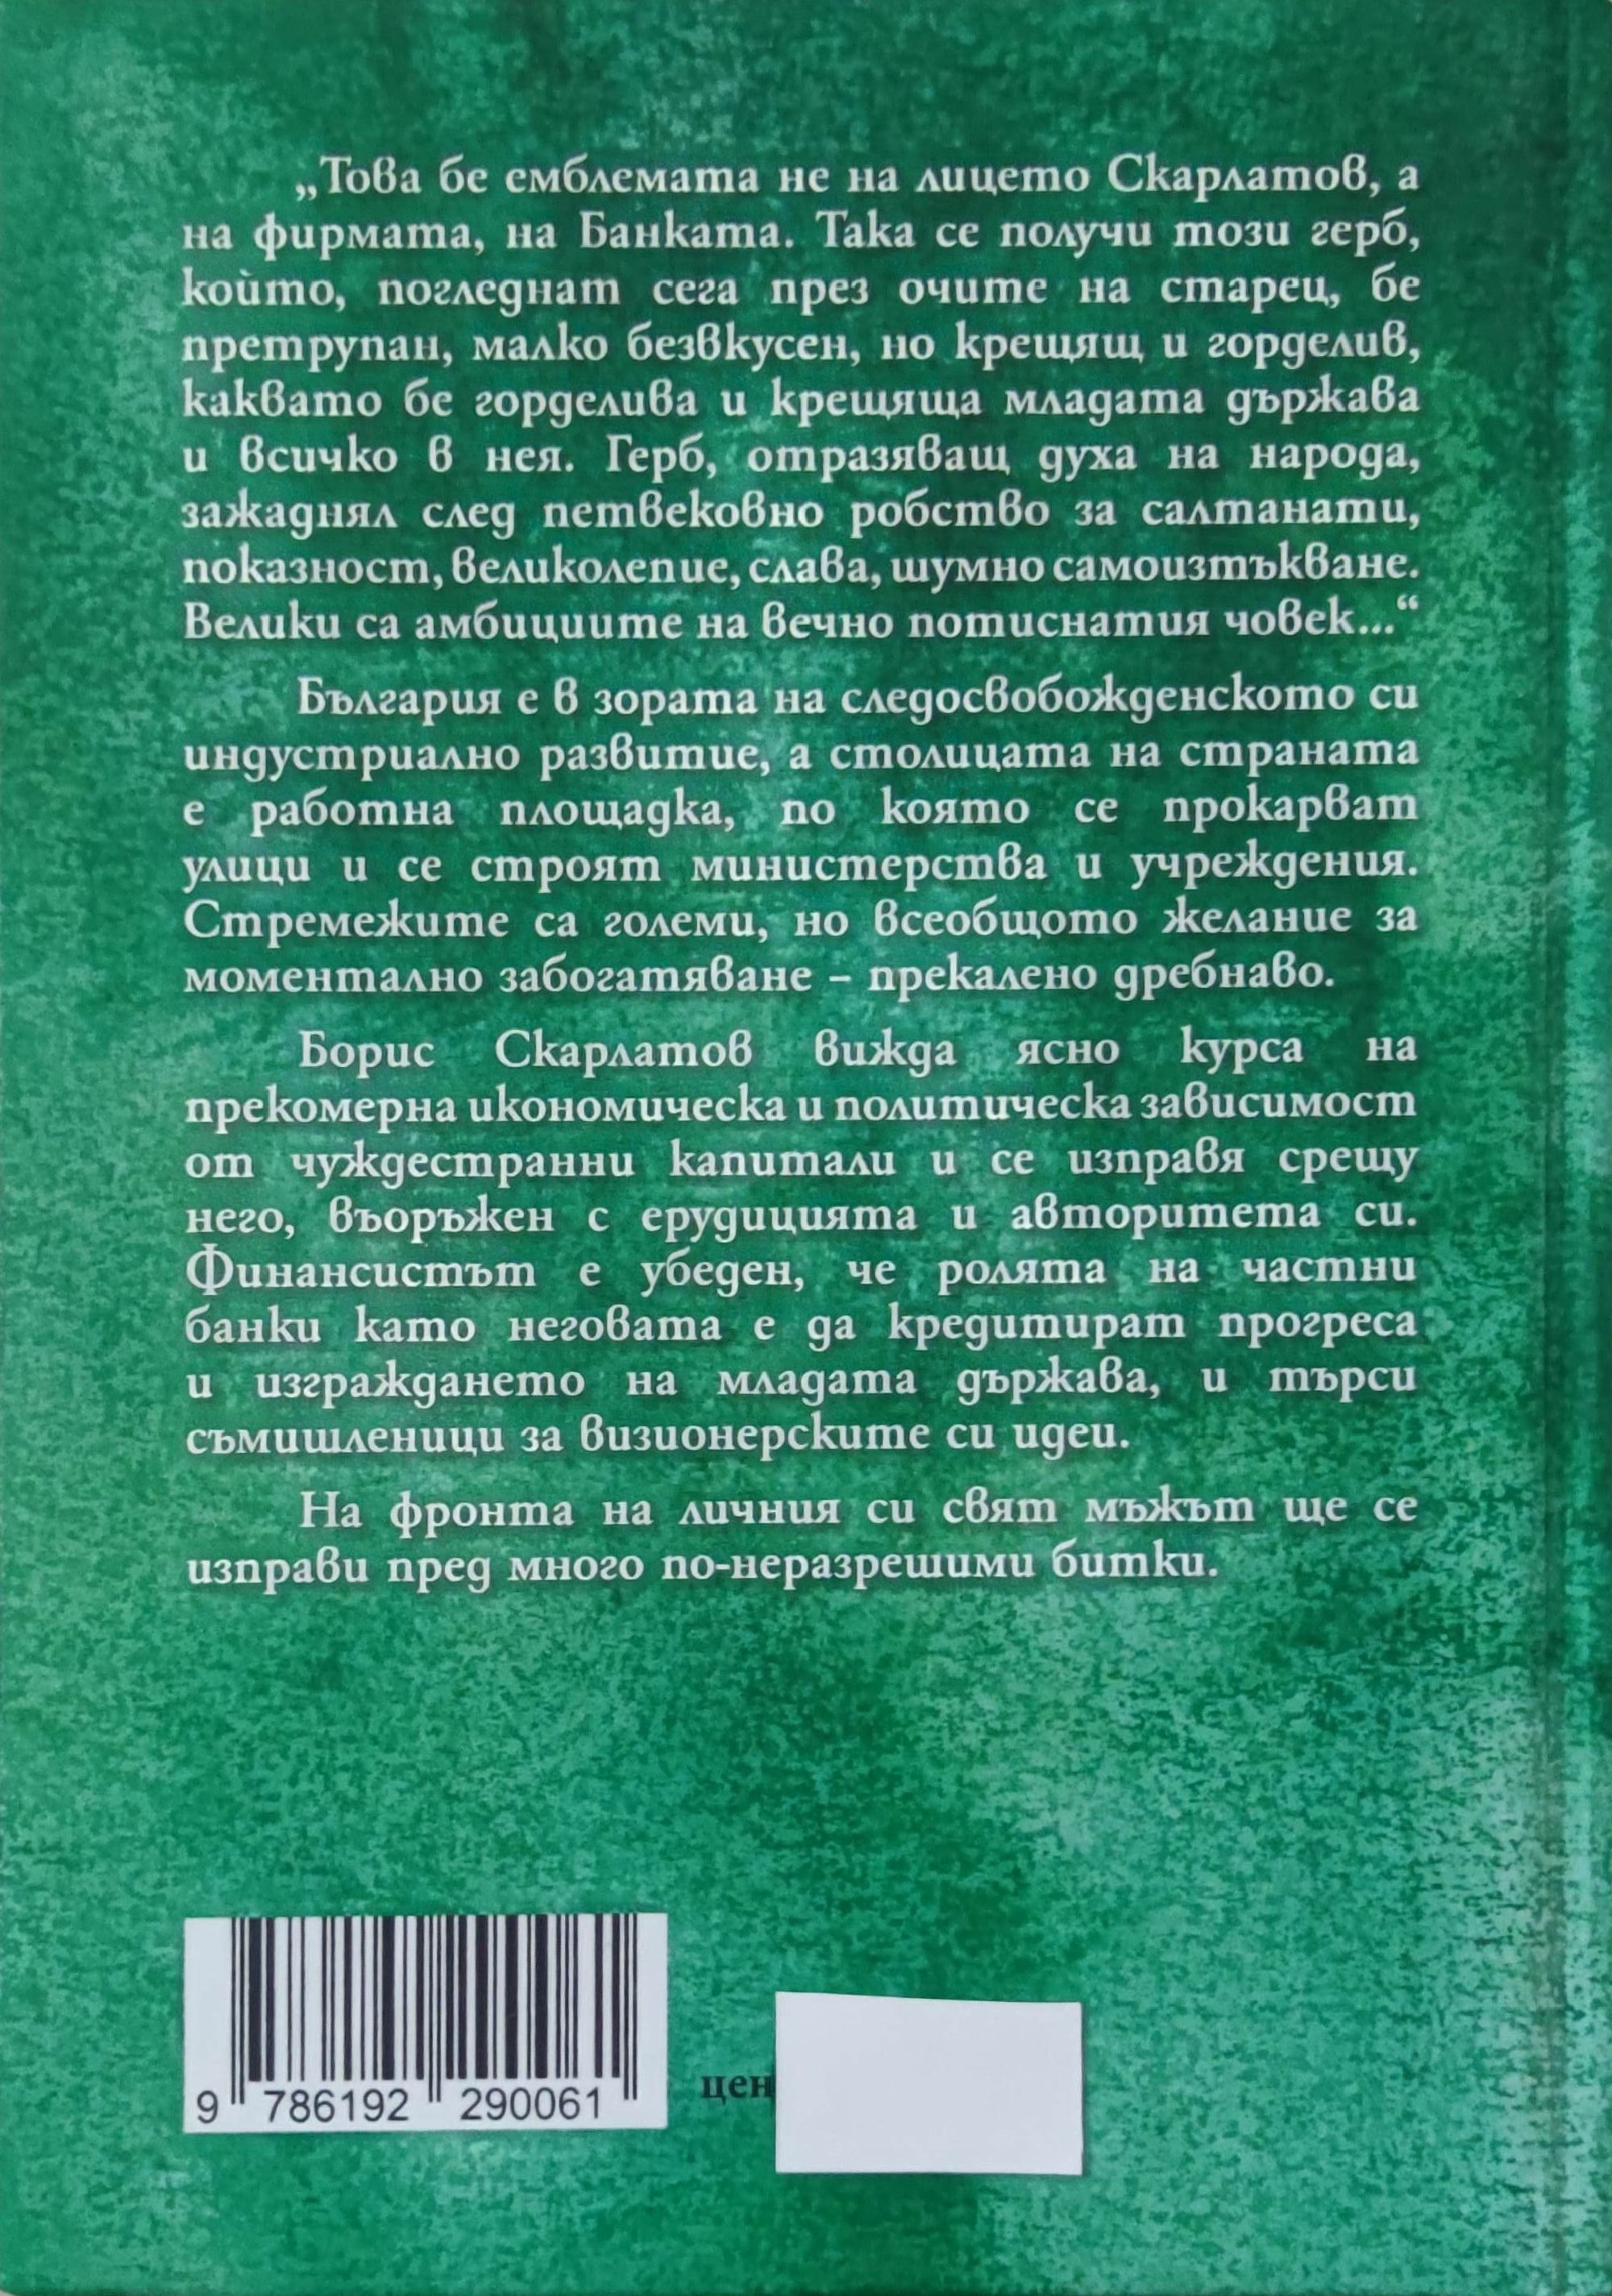 „Това бе емблемата не на лицето Скарлатов, а
на фирмата, на Банката. Така се получи този герб,
който, погледнат сега през очите на старец, бе
претрупан, малко безвкусен, но крещящ и горделив,
каквато бе горделива и крещяща младата държава
и всичко в нея. Герб, отразяващ духа на народа,
зажаднял след петвековно робство за салтанати,
показност, великолепие, слава, шумно самоизтъкване.
Велики са амбициите на вечно потиснатия човек...“
България е в зората на следосвобожденското си
индустриално развитие, а столицата на страната
е работна площадка, по която се прокарват
улици и се строят министерства и учреждения.
Стремежите са големи, но всеобщото желание за
моментално забогатяване – прекалено дребнаво.
Борис Скарлатов вижда ясно курса на
прекомерна икономическа и политическа зависимост
от чуждестранни капитали и се изправя срещу
него, въоръжен с ерудицията и авторитета си.
Финансистът е убеден, че ролята на частни
банки като неговата е да кредитират прогреса
и изграждането на младата държава, и търси
съмишленици за визионерските си идеи.
На фронта на личния си свят мъжът ще се
изправи пред много по-неразрешими битки.
9 786192 290061
цен